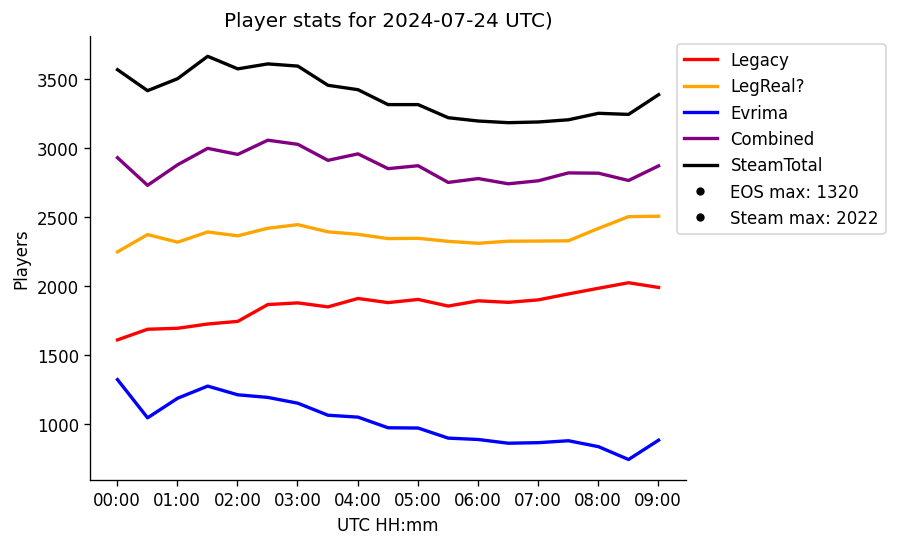 Player stats for 2024-07-24 UTC)
Legacy
LegReal?
Evrima
Combined
SteamTotal
EOS max: 1320
Steam max: 2022
Players
3500
3000
2500
2000
1500
1000
00:00 01:00 02:00 03:00 04:00 05:00 06:00 07:00 08:00 09:00
UTC HH:mm